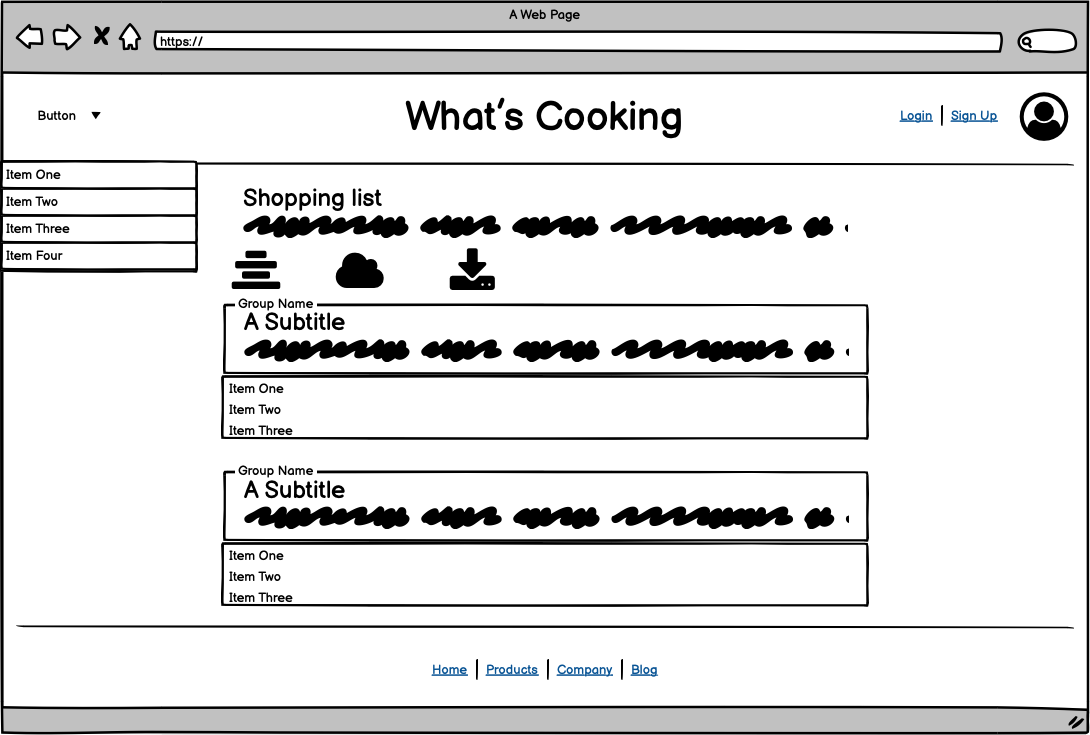 A Web Page
https://
Button
What's Cooking
Login
Sign Up
Item One
Item Two
Item Three
Item Four
Shopping list
Group Name
A Subtitle
Item One
Item Two
Item Three
Group Name
A Subtitle
Item One
Item Two
Item Three
Home
Products
Company
Blog